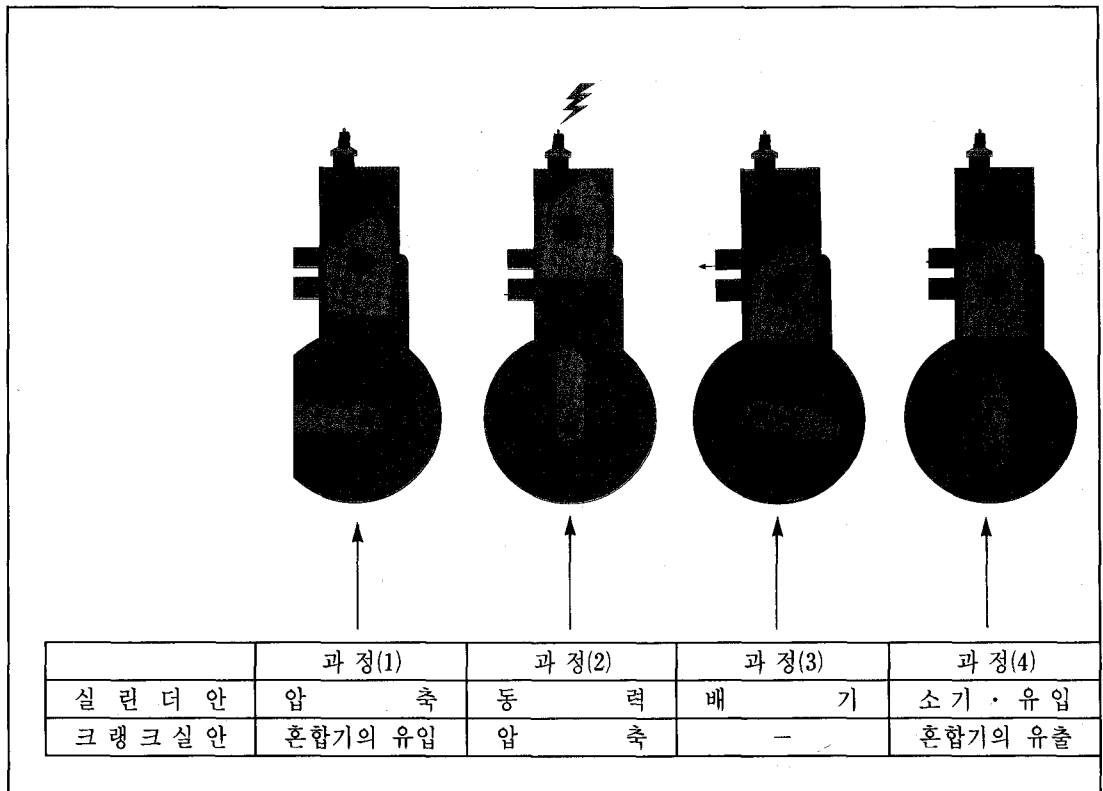 과 정(1) 과 정(2) 과 정(3) 과 정(4)
실 린 더 안 압 축 동 력 배 기 소 기 · 유 입
크 랭 크 실 안 혼합기의 유입 압 축 — 혼합기의 유출